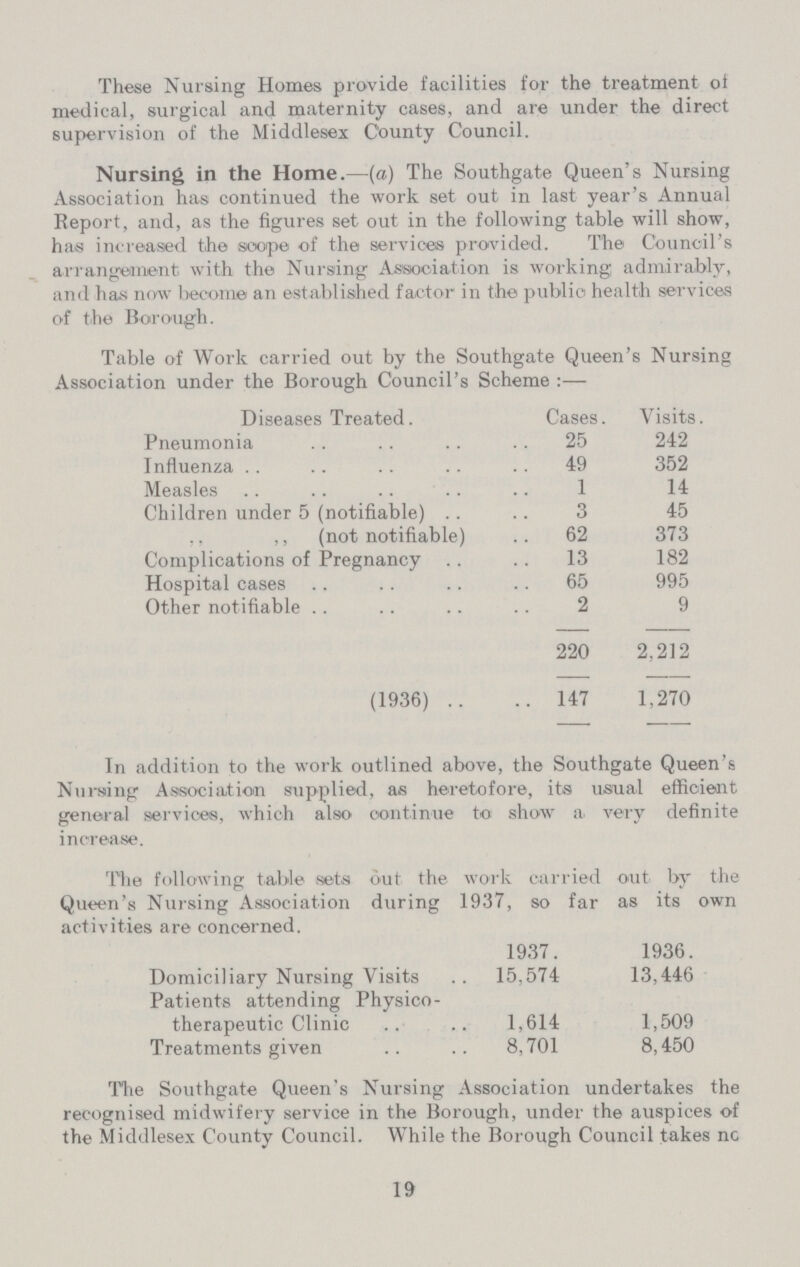 These Nursing Homes provide facilities for the treatment of
medical, surgical and maternity cases, and are under the direct
supervision of the Middlesex County Council.
Nursing in the Home.—(a) The Southgate Queen's Nursing
Association has continued the work set out in last year's Annual
Report, and, as the figures set out in the following table will show,
has increased the scope of the services provided. The Council's
arrangement with the Nursing Association is working admirably,
and has now become an established factor in the public health services
of the Borough.
Table of Work carried out by the Southgate Queen's Nursing
Association under the Borough Council's Scheme :—
Diseases Treated. Cases. Visits.
Pneumonia .. .. .. .. 25 242
Influenza .. .. .. .. .. 49 352
Measles .. .. .. .. .. 1 14
Children under 5 (notifiable) .. .. 3 45
,, ,, (not notifiable) .. 62 373
Complications of Pregnancy .. .. 13 182
Hospital cases .. .. .. .. 65 995
Other notifiable .. .. .. .. 2 9
220 2,212
(1936) .. .. 147 1,270
In addition to the work outlined above, the Southgate Queen's
Nursing Association supplied, as heretofore, its usual efficient
general services, which also continue to show a very definite
increase.
The following table sets out the work carried out by the
Queen's Nursing Association during 1937, so far as its own
activities are concerned.
1937. 1936.
Domiciliary Nursing Visits .. 15,574 13,446
Patients attending Physico-
therapeutic Clinic .. .. 1,614 1,509
Treatments given .. .. 8,701 8,450
The Southgate Queen's Nursing Association undertakes the
recognised midwifery service in the Borough, under the auspices of
the Middlesex County Council. While the Borough Council takes no
19